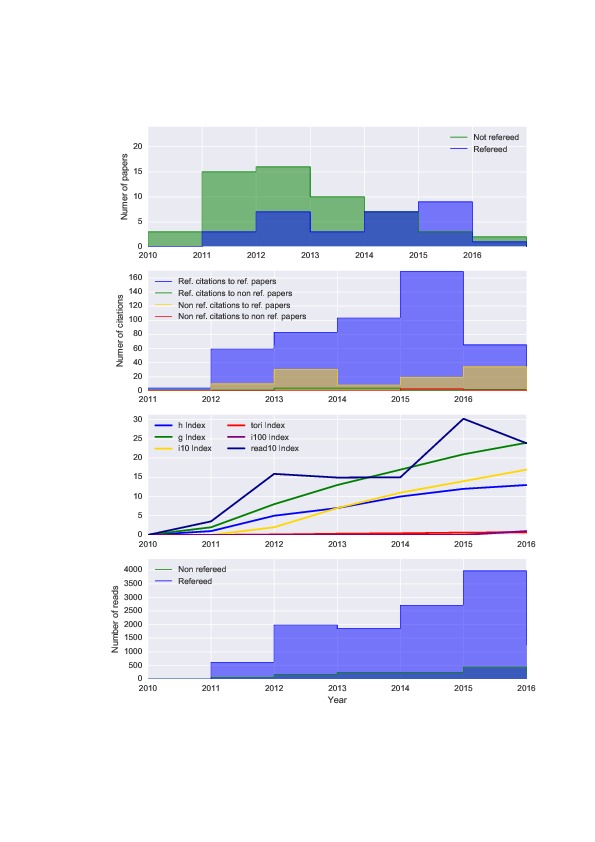 20
15
10
5
0
Numer of papers
Not refereed
Refereed
2010 2011 2012 2013 2014 2015 2016
160
140
120
100
80
60
40
20
0
Numer of citations
Ref. citations to ref. papers
Ref. citations to non ref. papers
Non ref. citations to ref. papers
Non ref. citations to non ref. papers
2011 2012 2013 2014 2015 2016
30
25
20
15
10
5
0
h Index tori Index
g Index i100 Index
i10 Index read10 Index
2010 2011 2012 2013 2014 2015 2016
4000
3500
3000
2500
2000
1500
1000
500
0
Number of reads
Non refereed
Refereed
2010 2011 2012 2013 2014 2015 2016
Year